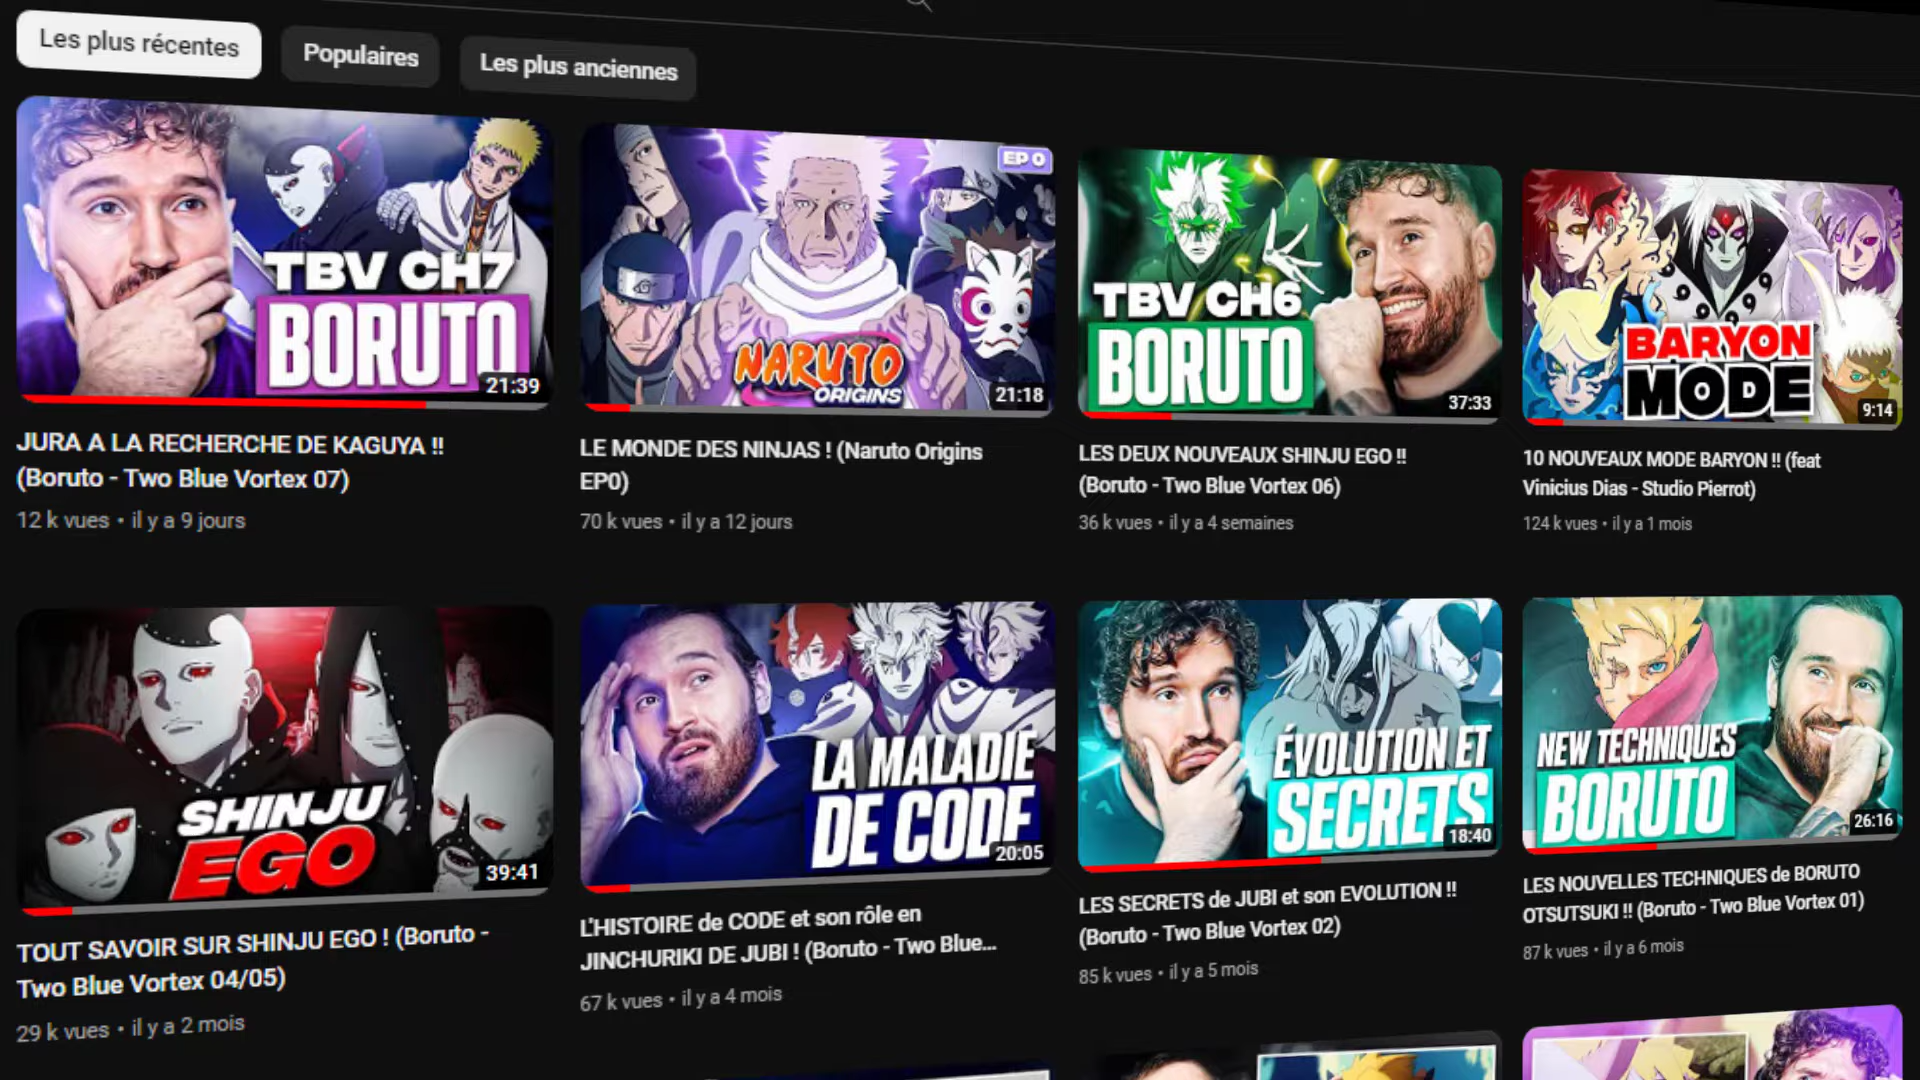 Les plus récentes
Populaires
Les plus anciennes
TBV CH7
BORUTO
21:39
EP 0
NARUTO
ORIGINS
21:18
TBV CH6
BORUTO
37:33
BARYON
MODE
9:14
JURA A LA RECHERCHE DE KAGUYA !!
(Boruto - Two Blue Vortex 07)
12 k vues • il y a 9 jours
LE MONDE DES NINJAS ! (Naruto Origins
EP0)
70 k vues • il y a 12 jours
LES DEUX NOUVEAUX SHINJU EGO !!
(Boruto - Two Blue Vortex 06)
36 k vues • il y a 4 semaines
10 NOUVEAUX MODE BARYON !! (feat
Vinicius Dias - Studio Pierrot)
124 k vues • il y a 1 mois
SHINJU
EGO
39:41
LA MALADIE
DE CODE
20:05
ÉVOLUTION ET
SECRETS
18:40
NEW TECHNIQUES
BORUTO
26:16
TOUT SAVOIR SUR SHINJU EGO ! (Boruto -
Two Blue Vortex 04/05)
29 k vues • il y a 2 mois
L'HISTOIRE de CODE et son rôle en
JINCHURIKI DE JUBI ! (Boruto - Two Blue...
67 k vues • il y a 4 mois
LES SECRETS de JUBI et son EVOLUTION !!
(Boruto - Two Blue Vortex 02)
85 k vues • il y a 5 mois
LES NOUVELLES TECHNIQUES de BORUTO
OTSUTSUKI !! (Boruto - Two Blue Vortex 01)
87 k vues • il y a 6 mois